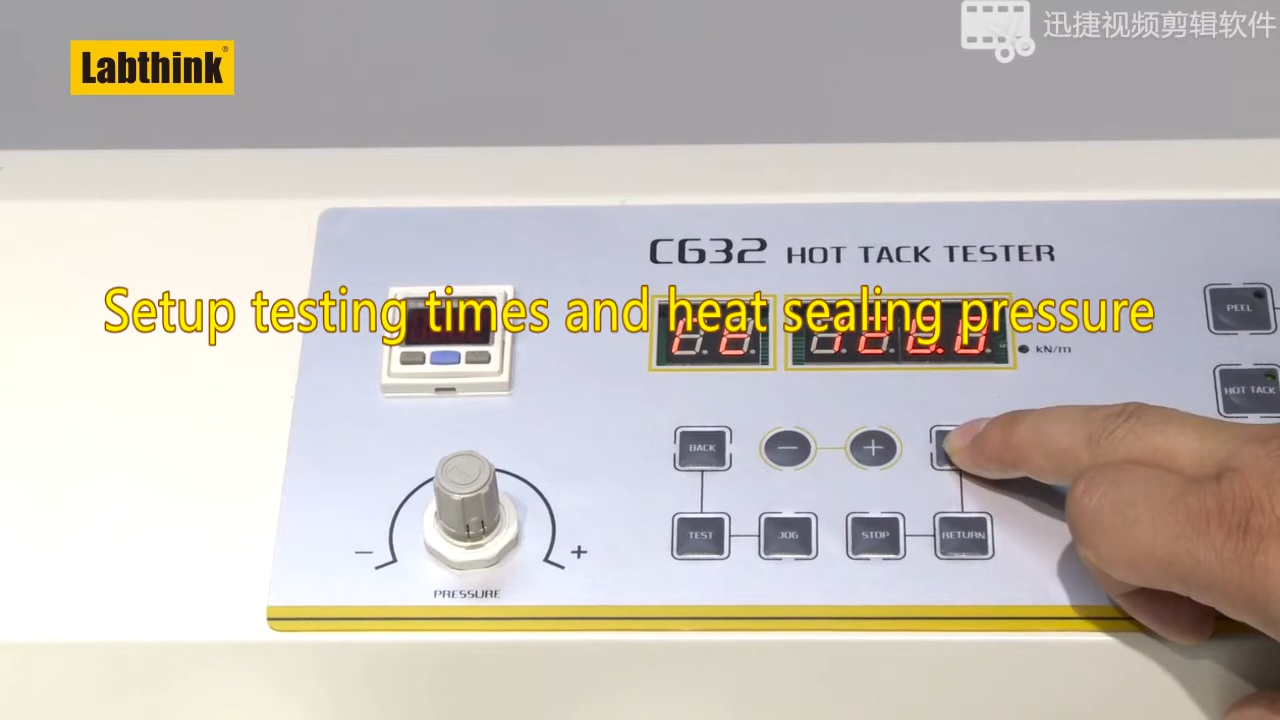 迅捷视频剪辑软件
Labthink®
C632 HOT TACK TESTER
Setup testing times and heat sealing pressure
PEEL
kN/m
HOT TACK
BACK
− +
TEST
JOG
STOP
RETURN
− +
PRESSURE